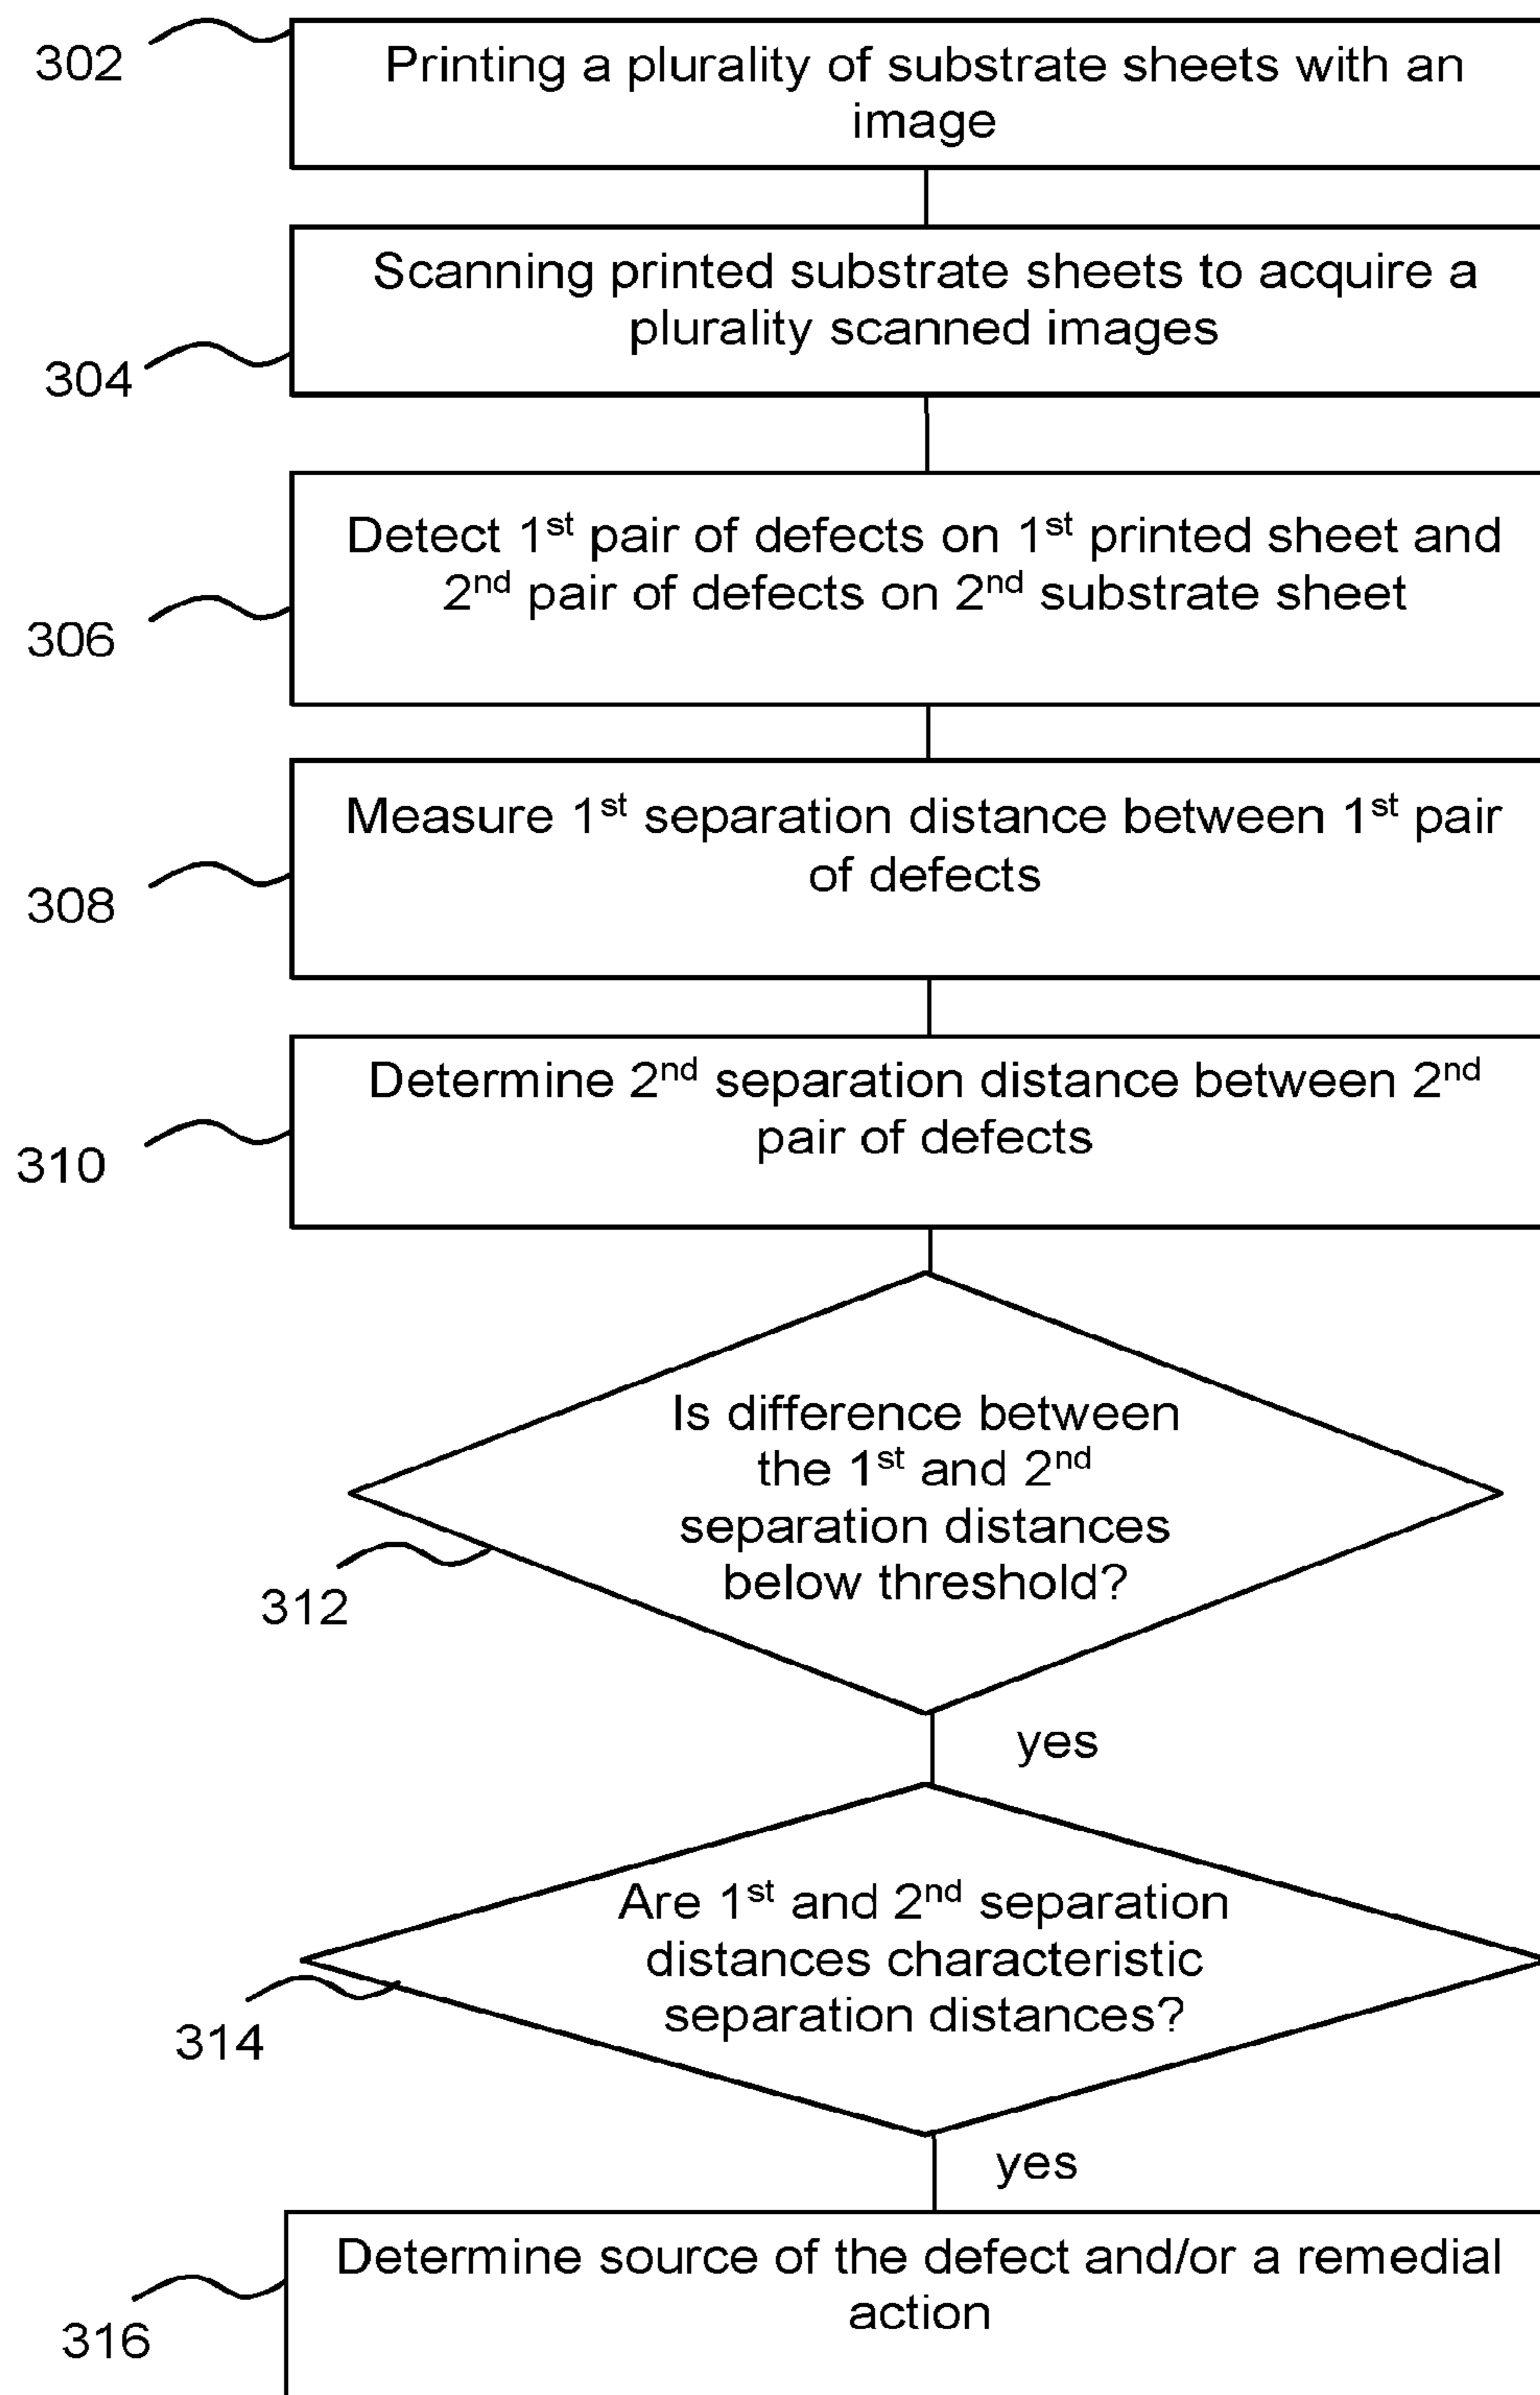 302
Printing a plurality of substrate sheets with an
image
Scanning printed substrate sheets to acquire a
plurality scanned images
304
Detect 1st pair of defects on 1st printed sheet and
2nd pair of defects on 2nd substrate sheet
306
Measure 1st separation distance between 1st pair
of defects
308
Determine 2nd separation distance between 2nd
pair of defects
310
Is difference between
the 1st and 2nd
separation distances
below threshold?
312
yes
Are 1st and 2nd separation
distances characteristic
separation distances?
314
yes
Determine source of the defect and/or a remedial
action
316